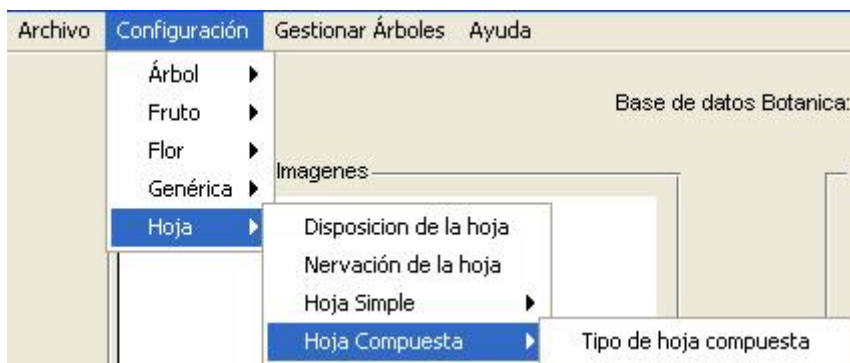 Archivo Configuración Gestionar Árboles Ayuda
Árbol
Fruto
Flor
Genérica
Hoja
Base de datos Botanica:
Imagenes
Disposicion de la hoja
Nervación de la hoja
Hoja Simple
Hoja Compuesta
Tipo de hoja compuesta